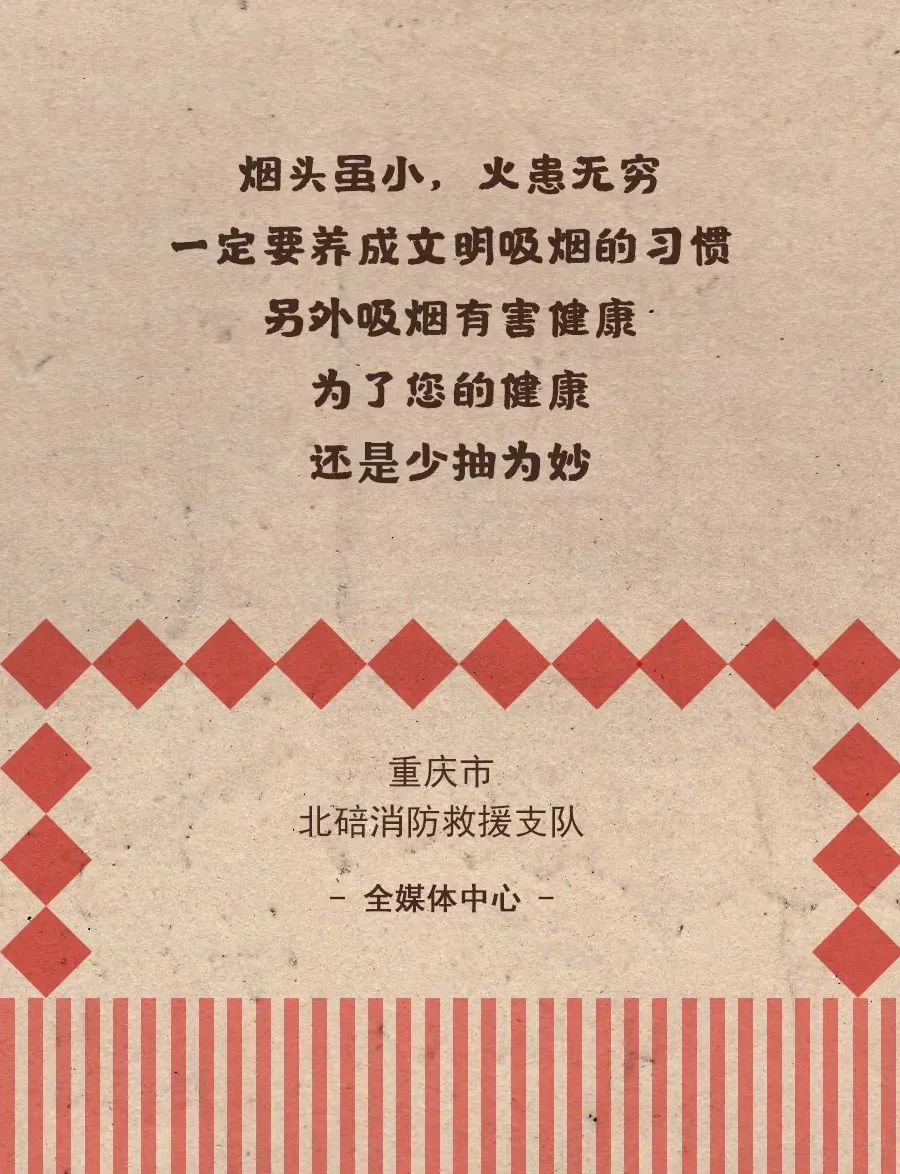 烟头虽小，火患无穷
一定要养成文明吸烟的习惯
另外吸烟有害健康
为了您的健康
还是少抽为妙
重庆市
北碚消防救援支队
- 全媒体中心 -